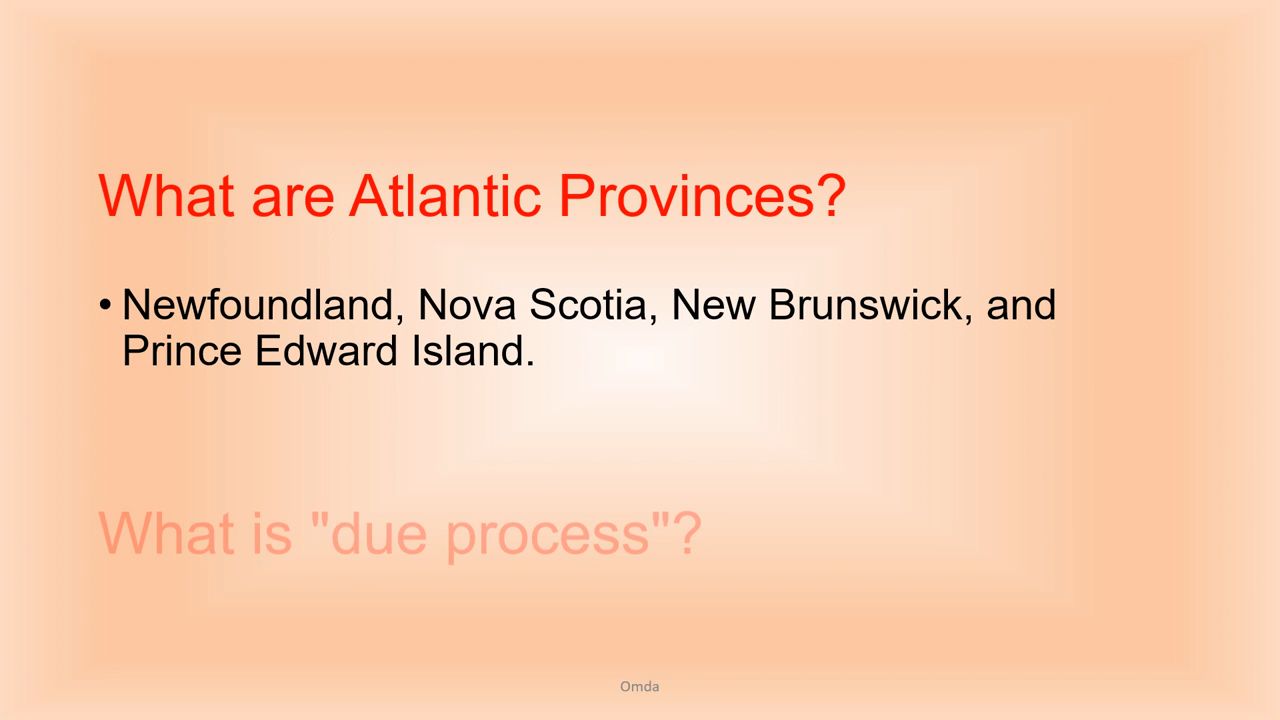 What are Atlantic Provinces?
• Newfoundland, Nova Scotia, New Brunswick, and
Prince Edward Island.
What is "due process"?
Omda